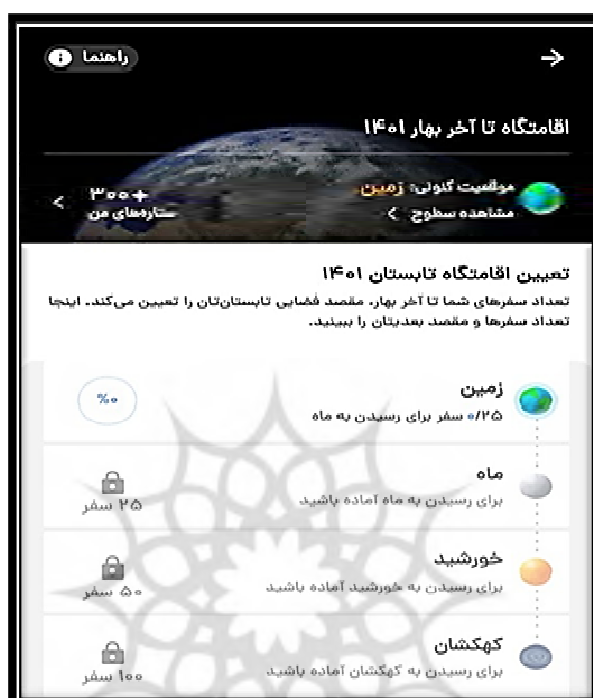 راهنما
اقامتگاه تا آخر بهار ۱۴۰۱
موقعیت کنونی: زمین
مشاهده سطوح
+۳۰۰
ستاره‌های من
تعیین اقامتگاه تابستان ۱۴۰۱
تعداد سفرهای شما تا آخر بهار، مقصد فضایی تابستان‌تان را تعیین می‌کند. اینجا
تعداد سفرها و مقصد بعدیتان را ببینید.
زمین
۰/۲۵ سفر برای رسیدن به ماه
%۰
ماه
برای رسیدن به ماه آماده باشید
۲۵ سفر
خورشید
برای رسیدن به خورشید آماده باشید
۵۰ سفر
کهکشان
برای رسیدن به کهکشان آماده باشید
۱۰۰ سفر